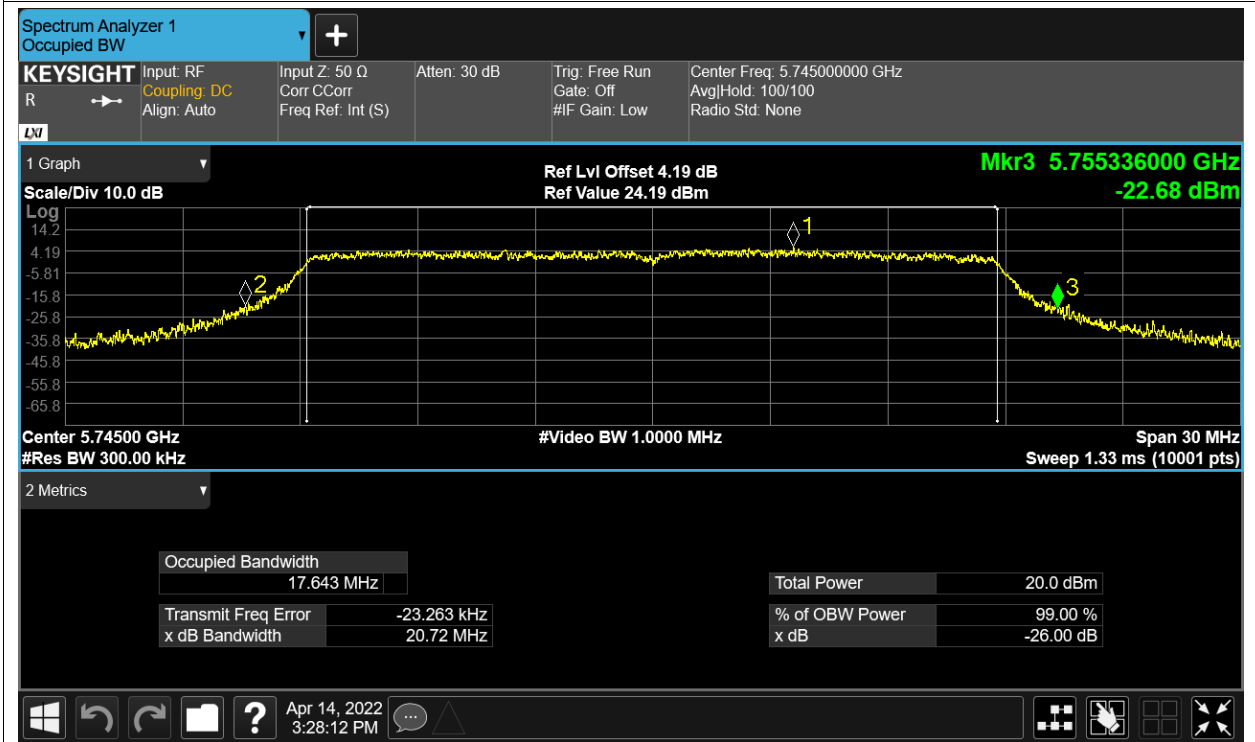 Spectrum Analyzer 1
Occupied BW
KEYSIGHT
R
LXI
Input: RF
Coupling: DC
Align: Auto
Input Z: 50 Ω
Corr CCorr
Freq Ref: Int (S)
Atten: 30 dB
Trig: Free Run
Gate: Off
#IF Gain: Low
Center Freq: 5.745000000 GHz
Avg|Hold: 100/100
Radio Std: None
1 Graph
Scale/Div 10.0 dB
Ref Lvl Offset 4.19 dB
Ref Value 24.19 dBm
Mkr3 5.755336000 GHz
-22.68 dBm
Log
14.2
4.19
-5.81
-15.8
-25.8
-35.8
-45.8
-55.8
-65.8
1
2
3
Center 5.74500 GHz
#Video BW 1.0000 MHz
Span 30 MHz
#Res BW 300.00 kHz
Sweep 1.33 ms (10001 pts)
2 Metrics
Occupied Bandwidth
17.643 MHz
Transmit Freq Error -23.263 kHz
x dB Bandwidth 20.72 MHz
Total Power 20.0 dBm
% of OBW Power 99.00 %
x dB -26.00 dB
?
Apr 14, 2022
3:28:12 PM